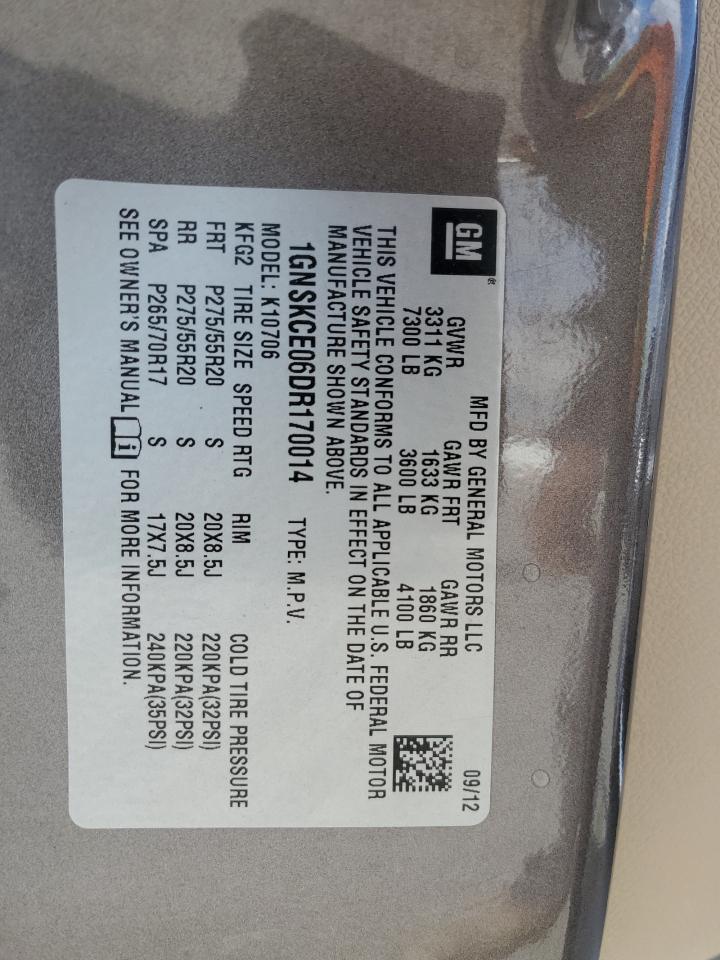 GM®
MFD BY GENERAL MOTORS LLC 09/12
GVWR GAWR FRT GAWR RR
3311 KG 1633 KG 1860 KG
7300 LB 3600 LB 4100 LB
THIS VEHICLE CONFORMS TO ALL APPLICABLE U.S. FEDERAL MOTOR
VEHICLE SAFETY STANDARDS IN EFFECT ON THE DATE OF
MANUFACTURE SHOWN ABOVE.
1GNSKCE06DR170014 TYPE: M.P.V.
MODEL: K10706
KFG2 TIRE SIZE SPEED RTG RIM COLD TIRE PRESSURE
FRT P275/55R20 S 20X8.5J 220KPA(32PSI)
RR P275/55R20 S 20X8.5J 220KPA(32PSI)
SPA P265/70R17 S 17X7.5J 240KPA(35PSI)
SEE OWNER'S MANUAL i FOR MORE INFORMATION.